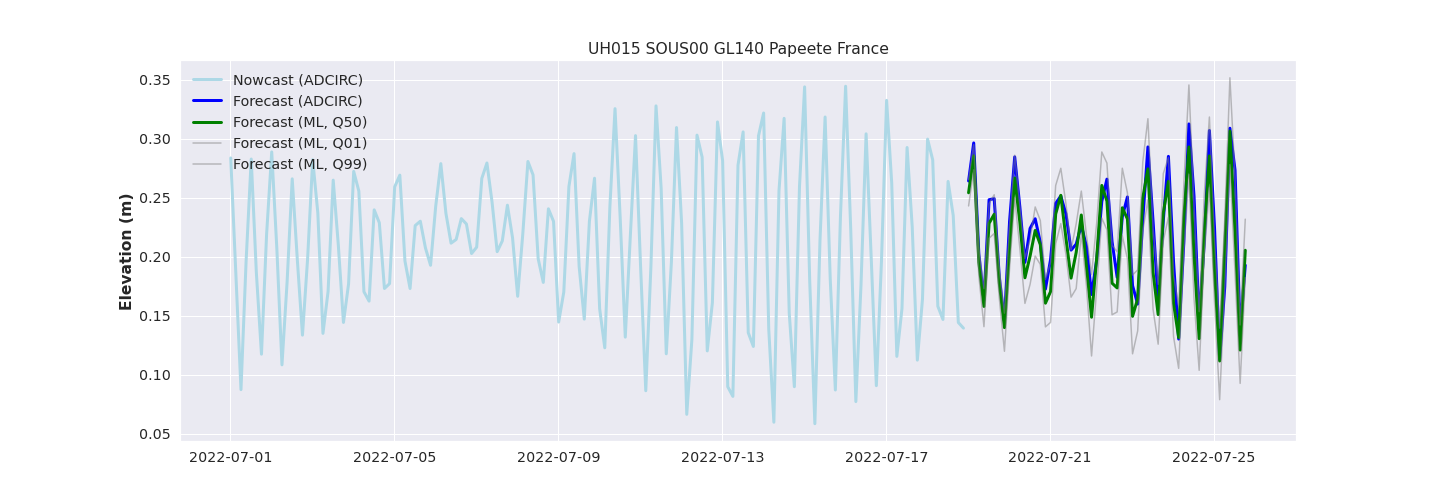 UH015 SOUS00 GL140 Papeete France
Elevation (m)
0.35
0.30
0.25
0.20
0.15
0.10
0.05
Nowcast (ADCIRC)
Forecast (ADCIRC)
Forecast (ML, Q50)
Forecast (ML, Q01)
Forecast (ML, Q99)
2022-07-01 2022-07-05 2022-07-09 2022-07-13 2022-07-17 2022-07-21 2022-07-25